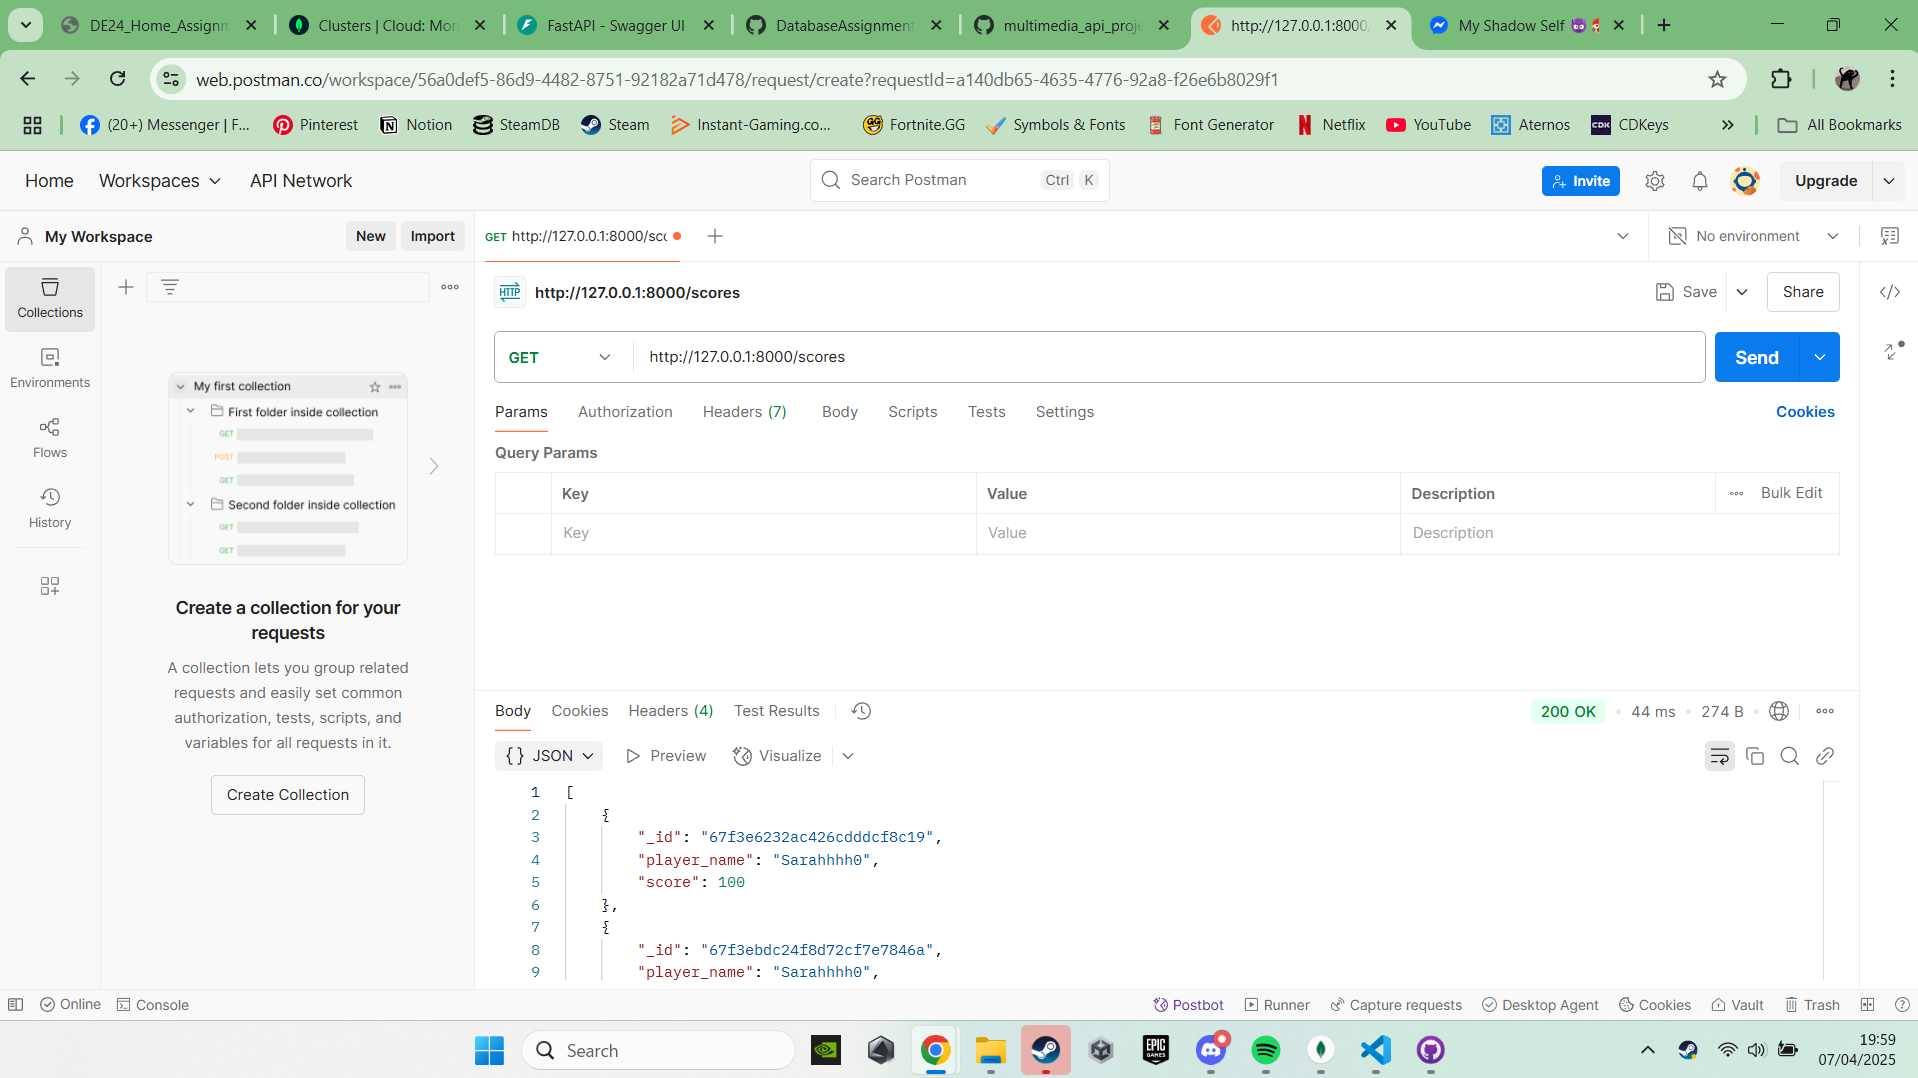 DE24_Home_Assignm
Clusters | Cloud: Mon
FastAPI - Swagger UI
DatabaseAssignment
multimedia_api_proje
http://127.0.0.1:8000/
My Shadow Self
web.postman.co/workspace/56a0def5-86d9-4482-8751-92182a71d478/request/create?requestId=a140db65-4635-4776-92a8-f26e6b8029f1
(20+) Messenger | F...
Pinterest
Notion
SteamDB
Steam
Instant-Gaming.co...
Fortnite.GG
Symbols & Fonts
Font Generator
Netflix
YouTube
Aternos
CDKeys
All Bookmarks
Home
Workspaces
API Network
Search Postman
Ctrl
K
Invite
Upgrade
My Workspace
New
Import
GET http://127.0.0.1:8000/scc
No environment
Collections
Environments
Flows
History
My first collection
First folder inside collection
GET
POST
GET
Second folder inside collection
GET
GET
Create a collection for your
requests
A collection lets you group related
requests and easily set common
authorization, tests, scripts, and
variables for all requests in it.
Create Collection
HTTP
http://127.0.0.1:8000/scores
Save
Share
GET
http://127.0.0.1:8000/scores
Send
Params
Authorization
Headers (7)
Body
Scripts
Tests
Settings
Cookies
Query Params
Key
Value
Description
Bulk Edit
Key
Value
Description
Body
Cookies
Headers (4)
Test Results
200 OK
44 ms
274 B
{} JSON
Preview
Visualize
1 [
2 {
3 "_id": "67f3e6232ac426cdddcf8c19",
4 "player_name": "Sarahhhh0",
5 "score": 100
6 },
7 {
8 "_id": "67f3ebdc24f8d72cf7e7846a",
9 "player_name": "Sarahhhh0",
Online
Console
Postbot
Runner
Capture requests
Desktop Agent
Cookies
Vault
Trash
Search
EPIC
GAMES
19:59
07/04/2025